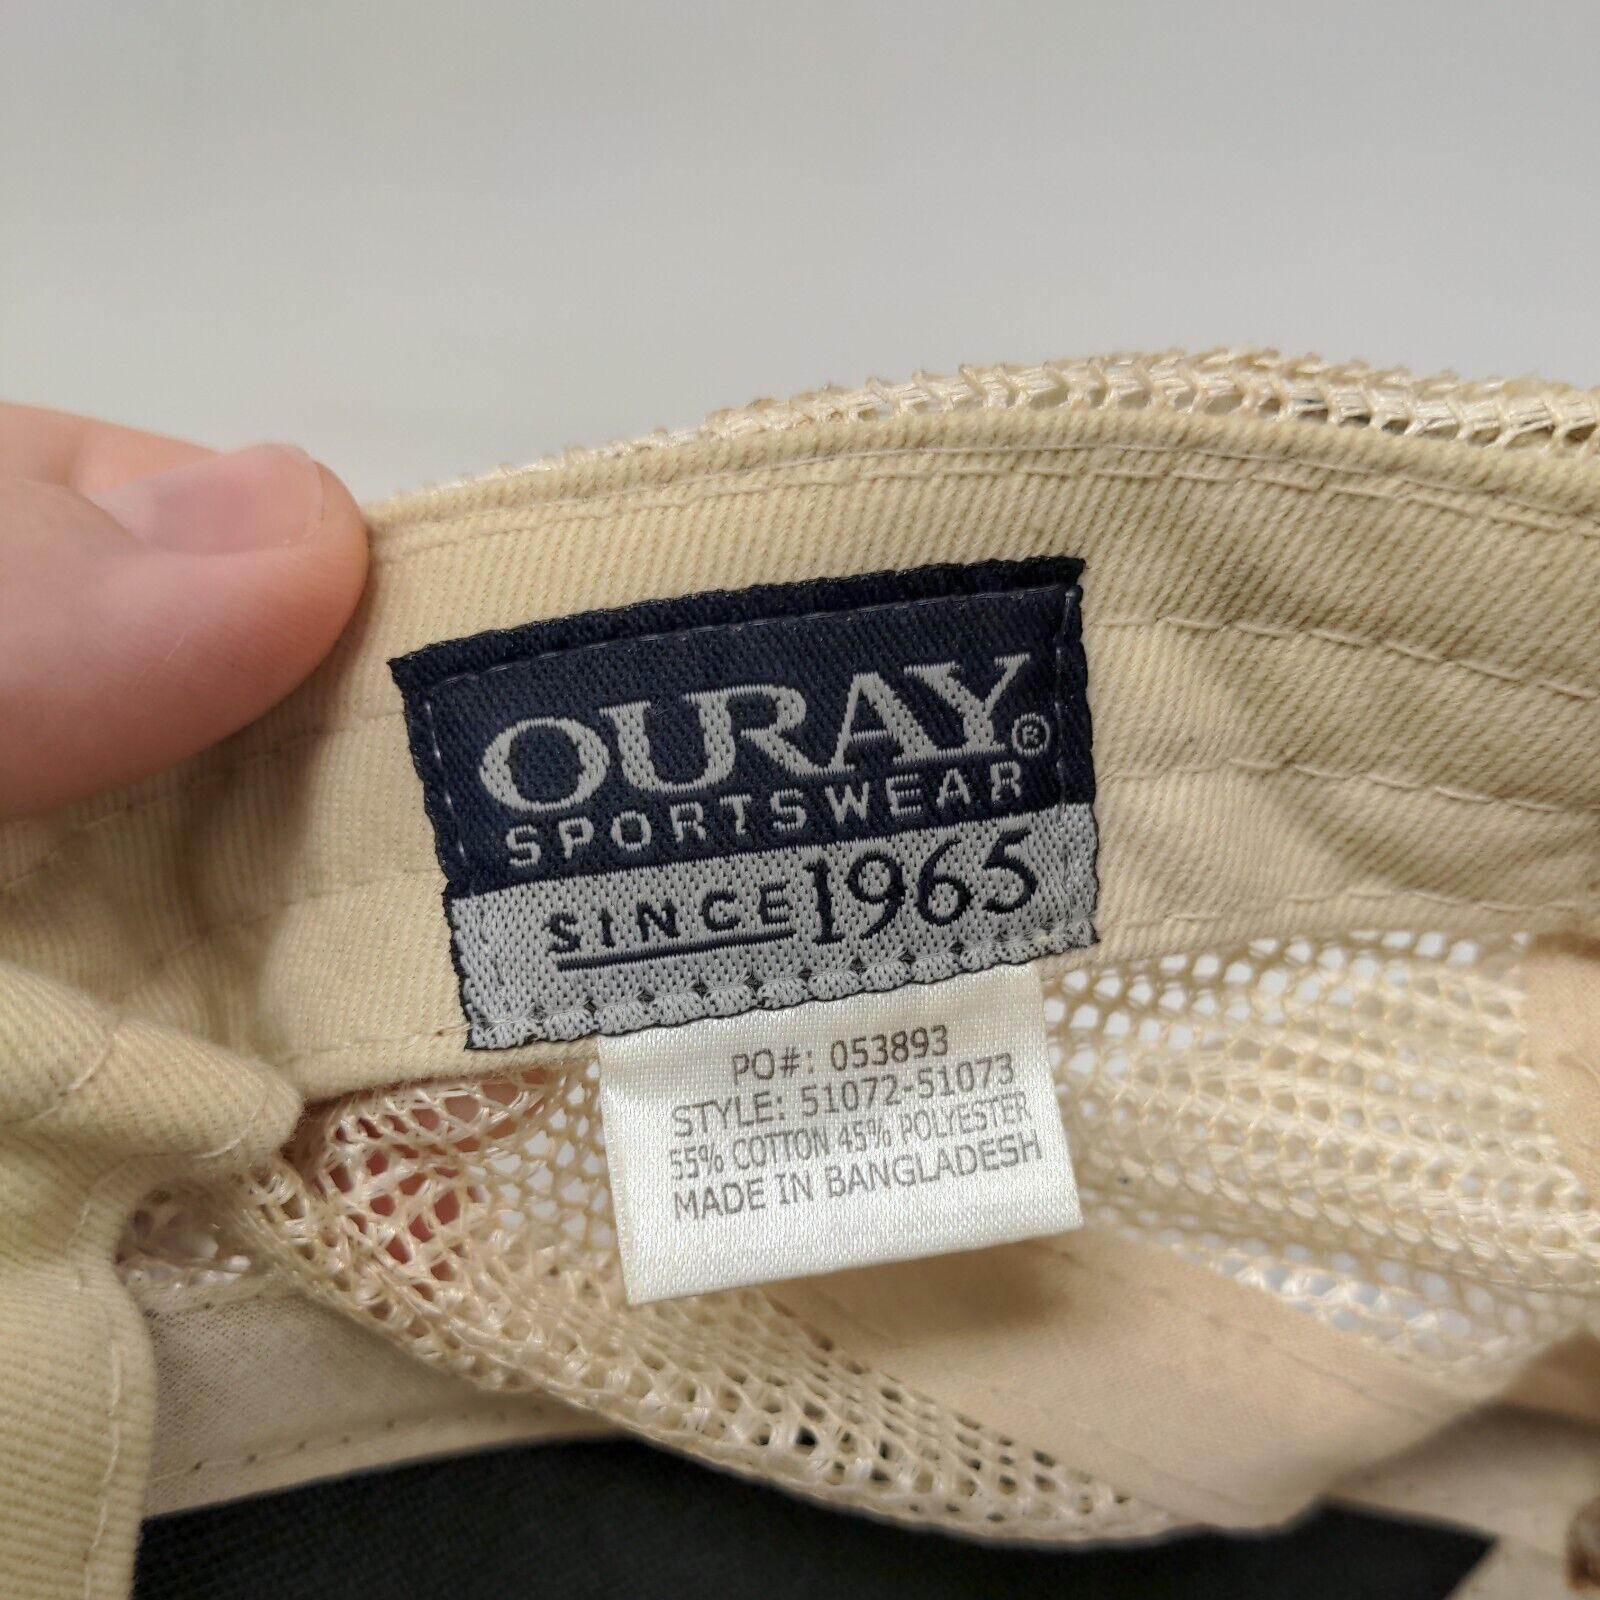 OURAY®
SPORTSWEAR
SINCE 1965
PO#: 053893
STYLE: 51072-51073
55% COTTON 45% POLYESTER
MADE IN BANGLADESH